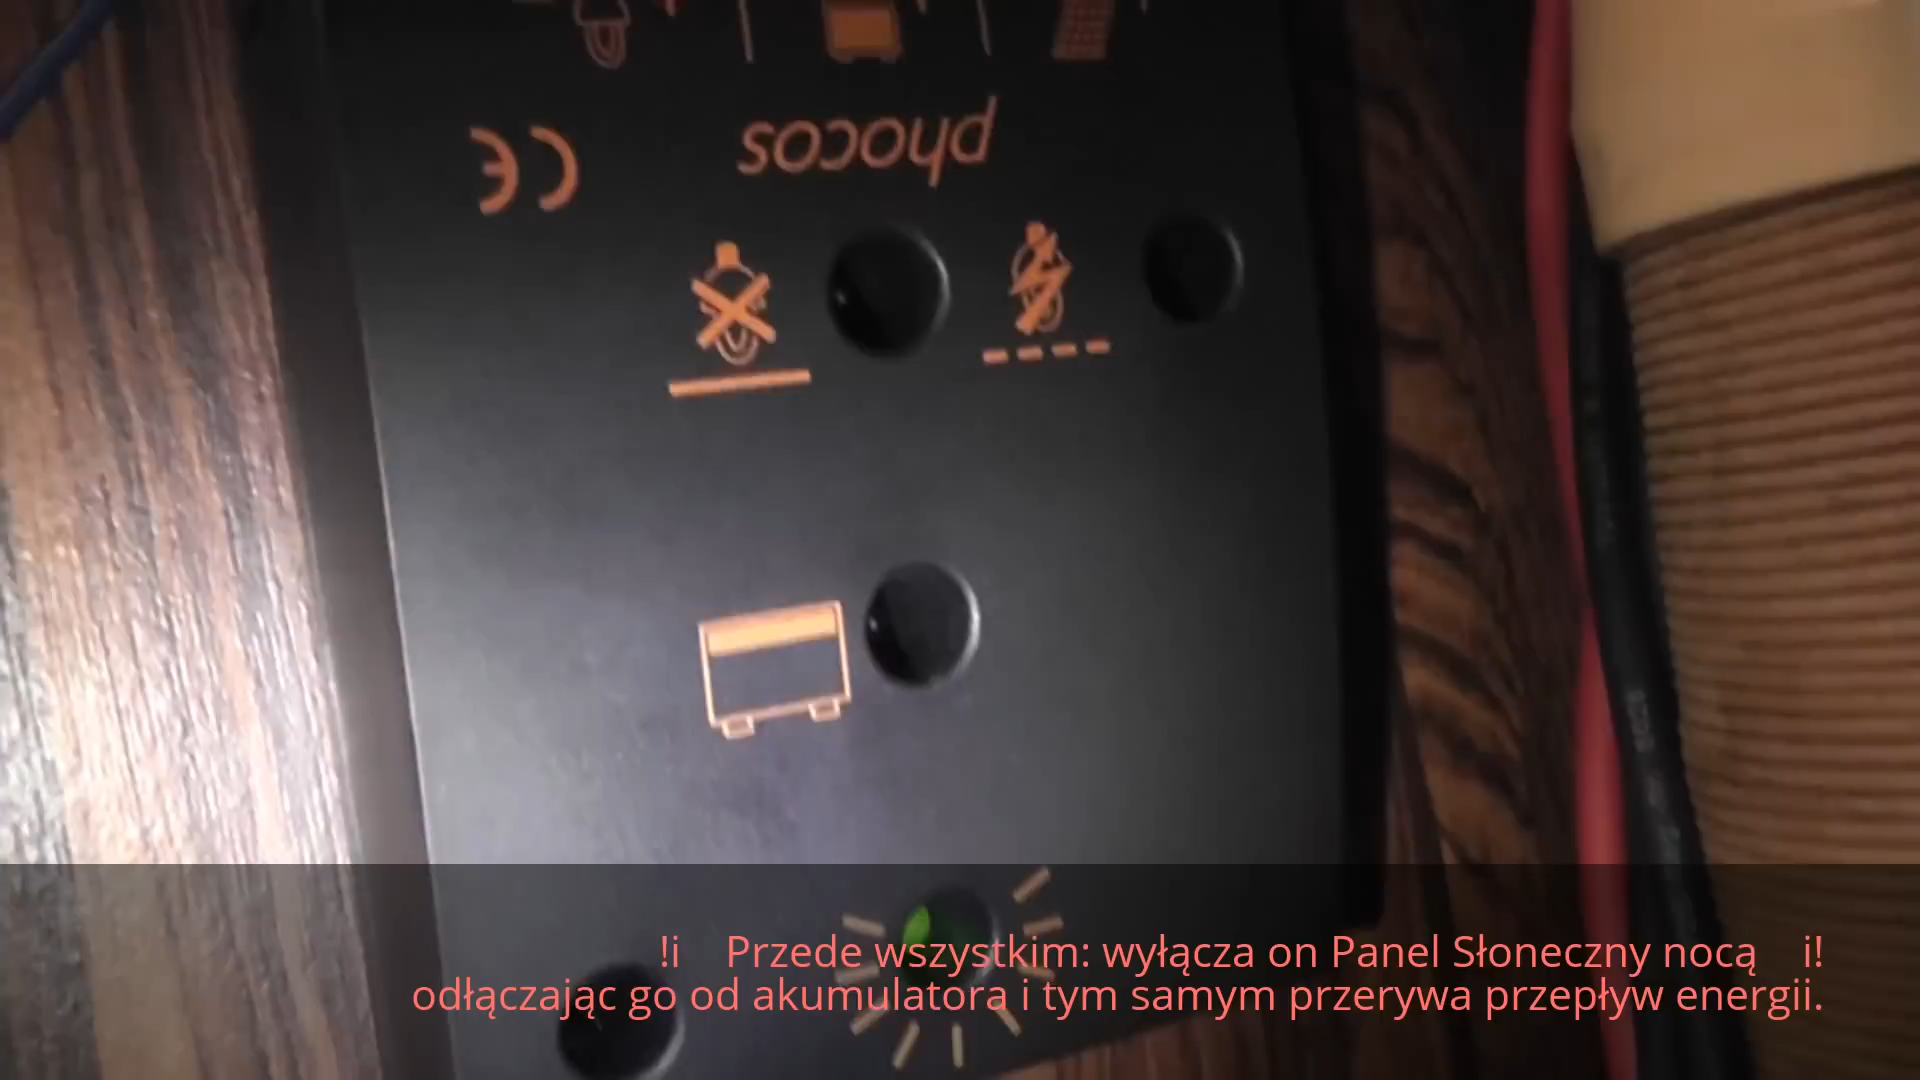 phocos
CE
!i Przede wszystkim: wyłącza on Panel Słoneczny nocą i!
odłączając go od akumulatora i tym samym przerywa przepływ energii.